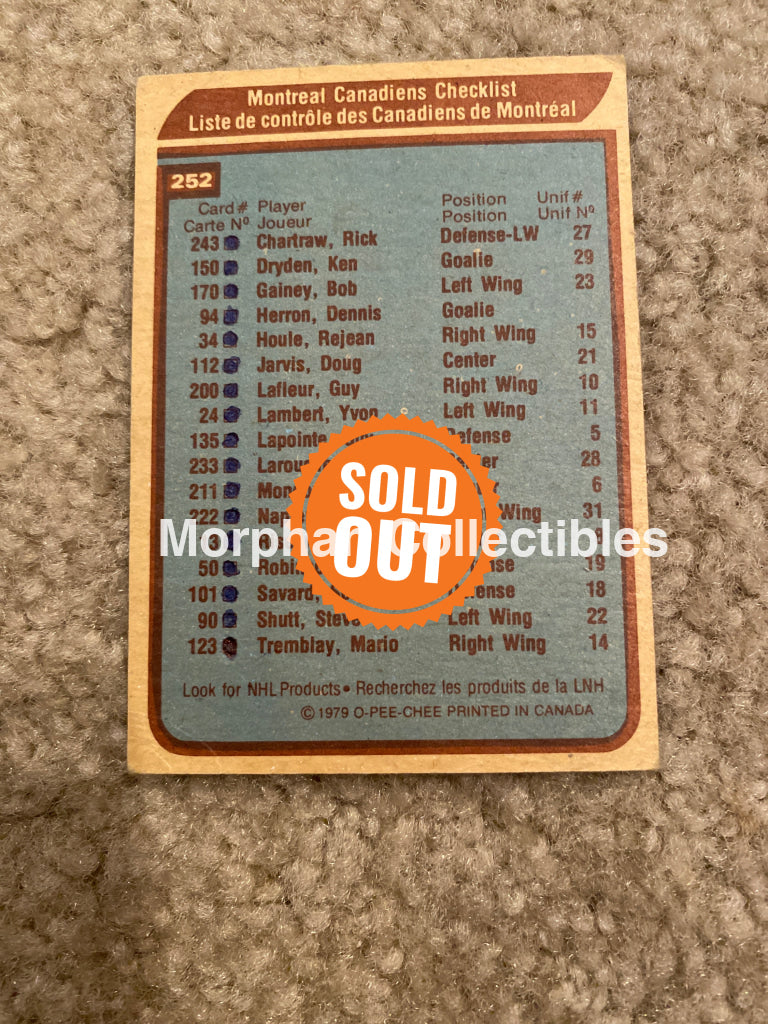 Montreal Canadiens Checklist
Liste de contrôle des Canadiens de Montréal
252
Card # Player Position Unif #
Carte Nº Joueur Position Unif Nº
243 Chartraw, Rick Defense-LW 27
150 Dryden, Ken Goalie 29
170 Gainey, Bob Left Wing 23
94 Herron, Dennis Goalie
34 Houle, Rejean Right Wing 15
112 Jarvis, Doug Center 21
200 Lafleur, Guy Right Wing 10
24 Lambert, Yvon Left Wing 11
135 Lapointe, Defense 5
233 28
211 6
222 Wing 31
50 19
101 Savard, Defense 18
90 Shutt, Steve Left Wing 22
123 Tremblay, Mario Right Wing 14
SOLD
OUT
Morphan Collectibles
Look for NHL Products • Recherchez les produits de la LNH
© 1979 O-PEE-CHEE PRINTED IN CANADA